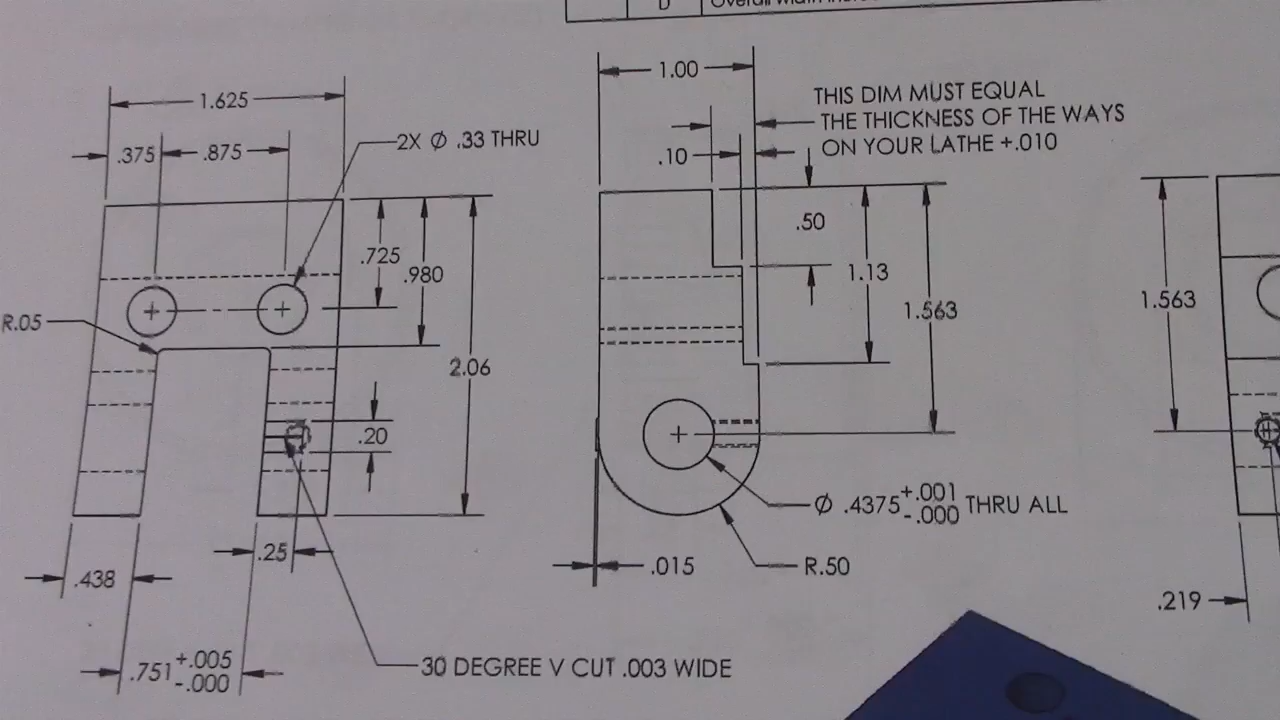 D
1.00
THIS DIM MUST EQUAL
THE THICKNESS OF THE WAYS
ON YOUR LATHE +.010
1.625
.375
.875
2X Ø .33 THRU
.10
.50
.725
.980
1.13
1.563
1.563
R.05
2.06
.20
Ø .4375 +.001 -.000 THRU ALL
.25
.438
.015
R.50
.219
.751 +.005 -.000
30 DEGREE V CUT .003 WIDE